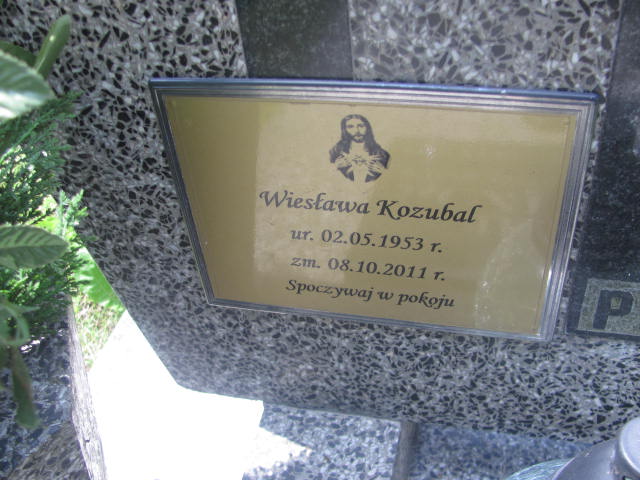 Wiesława Kozubal
ur. 02.05.1953 r.
zm. 08.10.2011 r.
Spoczywaj w pokoju
P